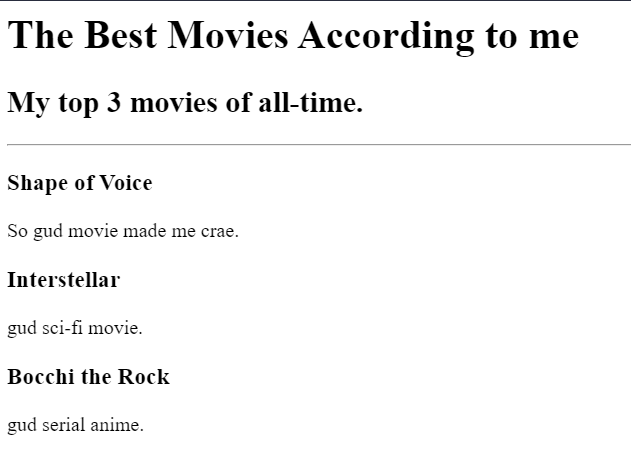 The Best Movies According to me
My top 3 movies of all-time.
Shape of Voice
So gud movie made me crae.
Interstellar
gud sci-fi movie.
Bocchi the Rock
gud serial anime.